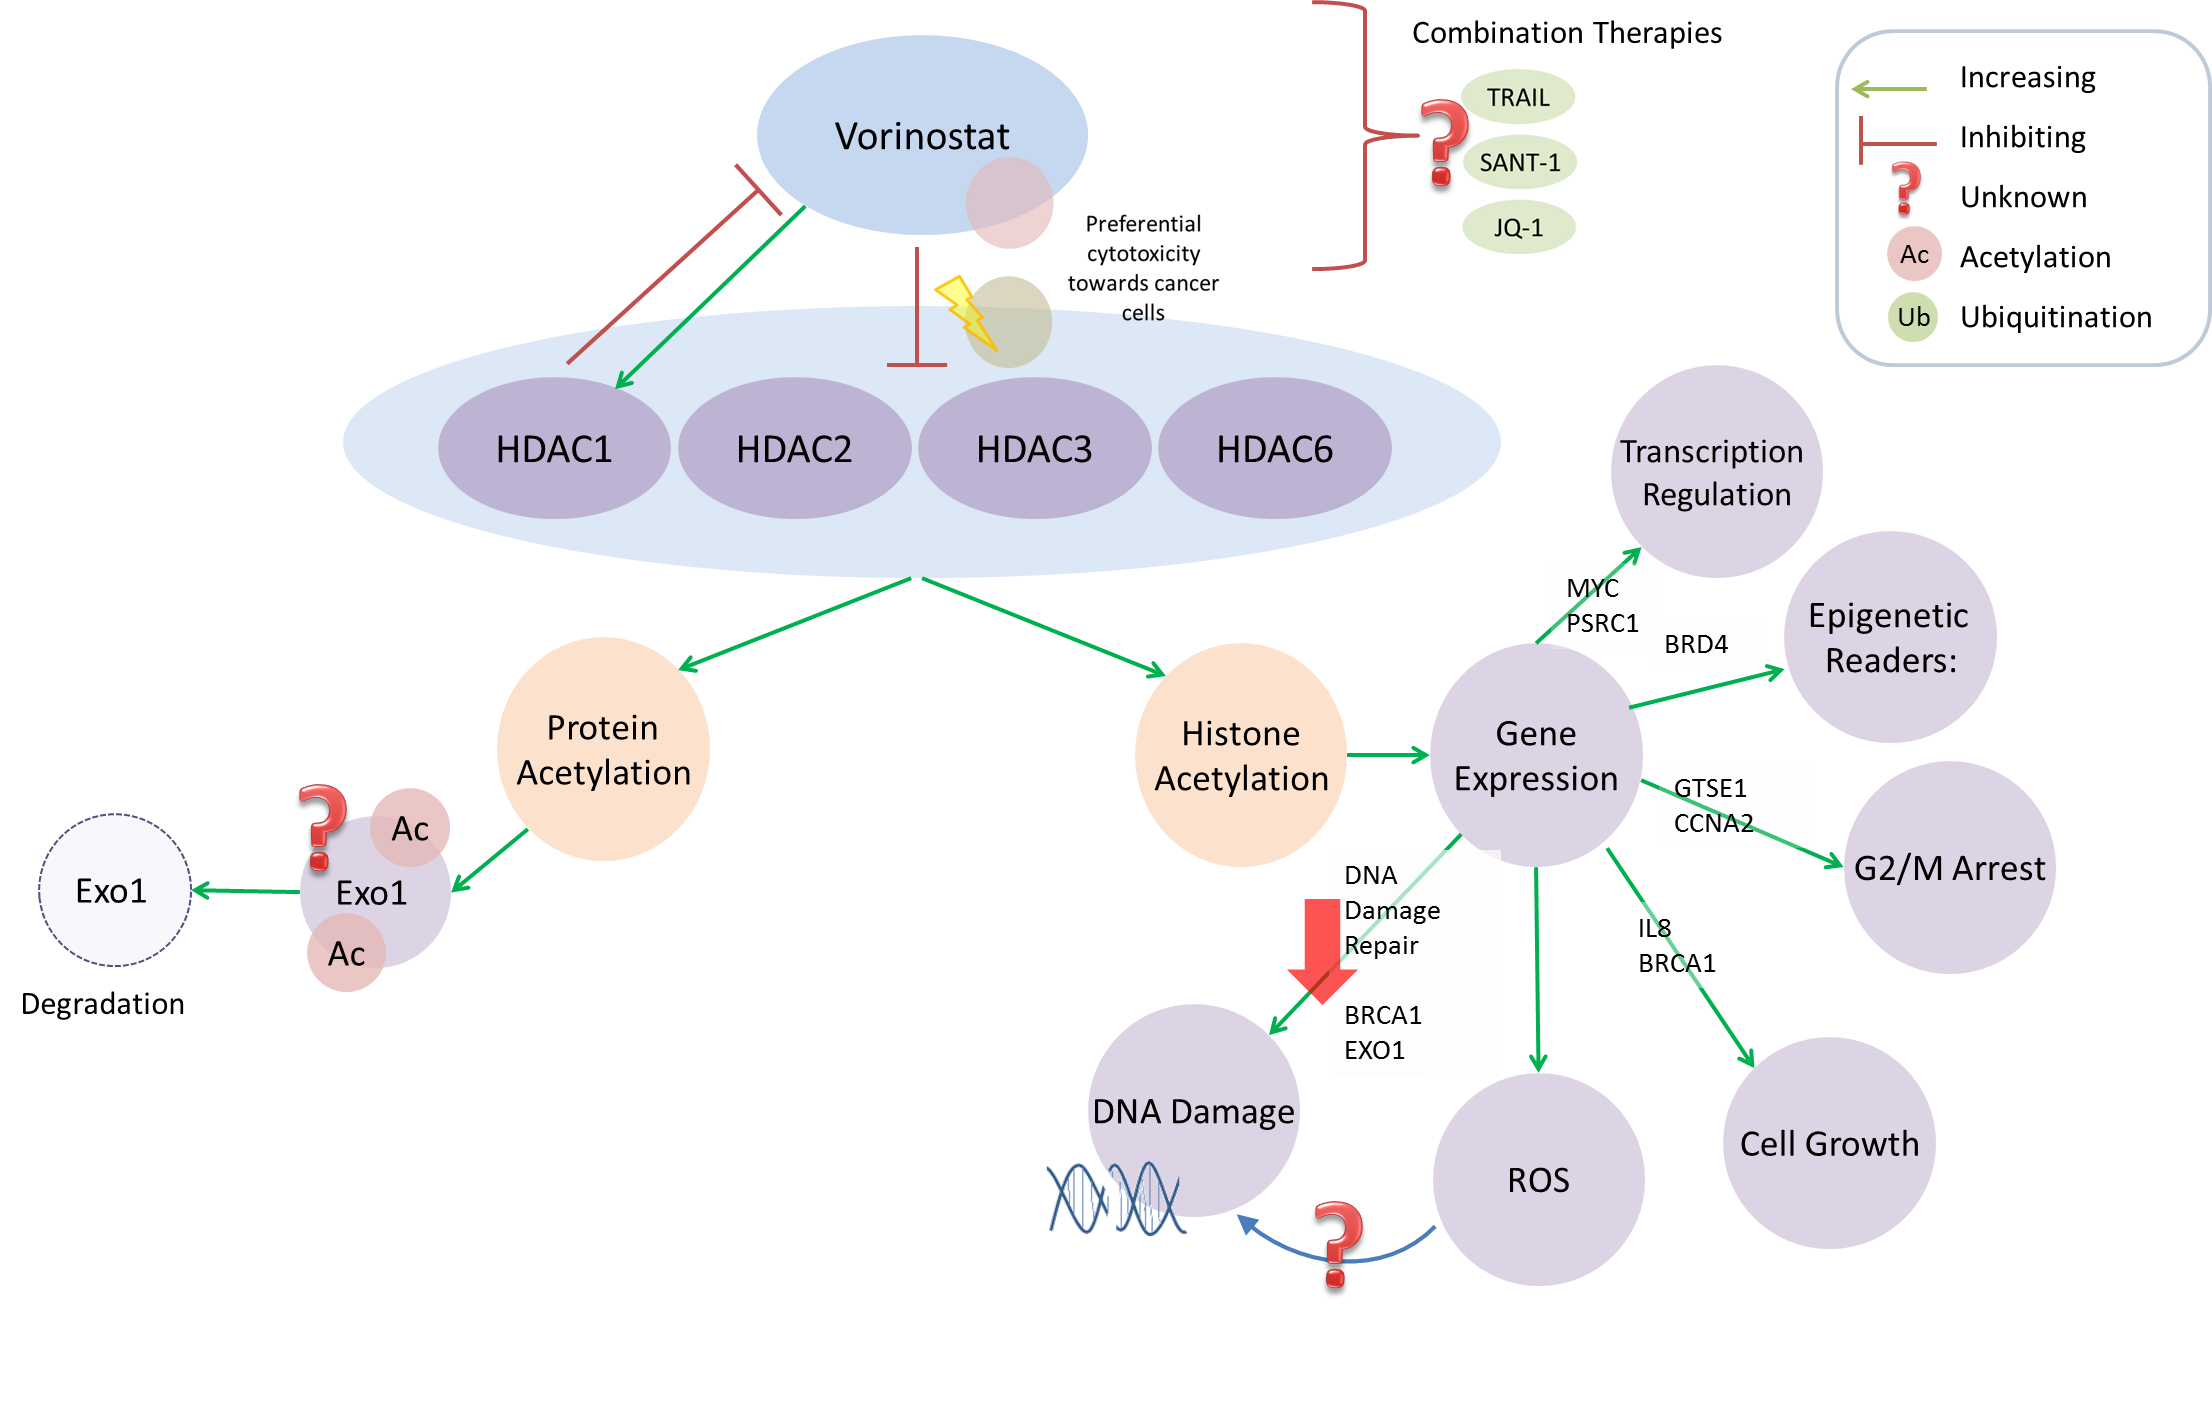 Vorinostat
Combination Therapies
TRAIL
SANT-1
JQ-1
Increasing
Inhibiting
Unknown
Ac
Acetylation
Ub
Ubiquitination
Preferential
cytotoxicity
towards cancer
cells
HDAC1
HDAC2
HDAC3
HDAC6
Transcription
Regulation
MYC
PSRC1
BRD4
Epigenetic
Readers:
Protein
Acetylation
Histone
Acetylation
Gene
Expression
GTSE1
CCNA2
G2/M Arrest
Ac
Exo1
Ac
Exo1
Degradation
DNA
Damage
Repair
BRCA1
EXO1
IL8
BRCA1
DNA Damage
ROS
Cell Growth